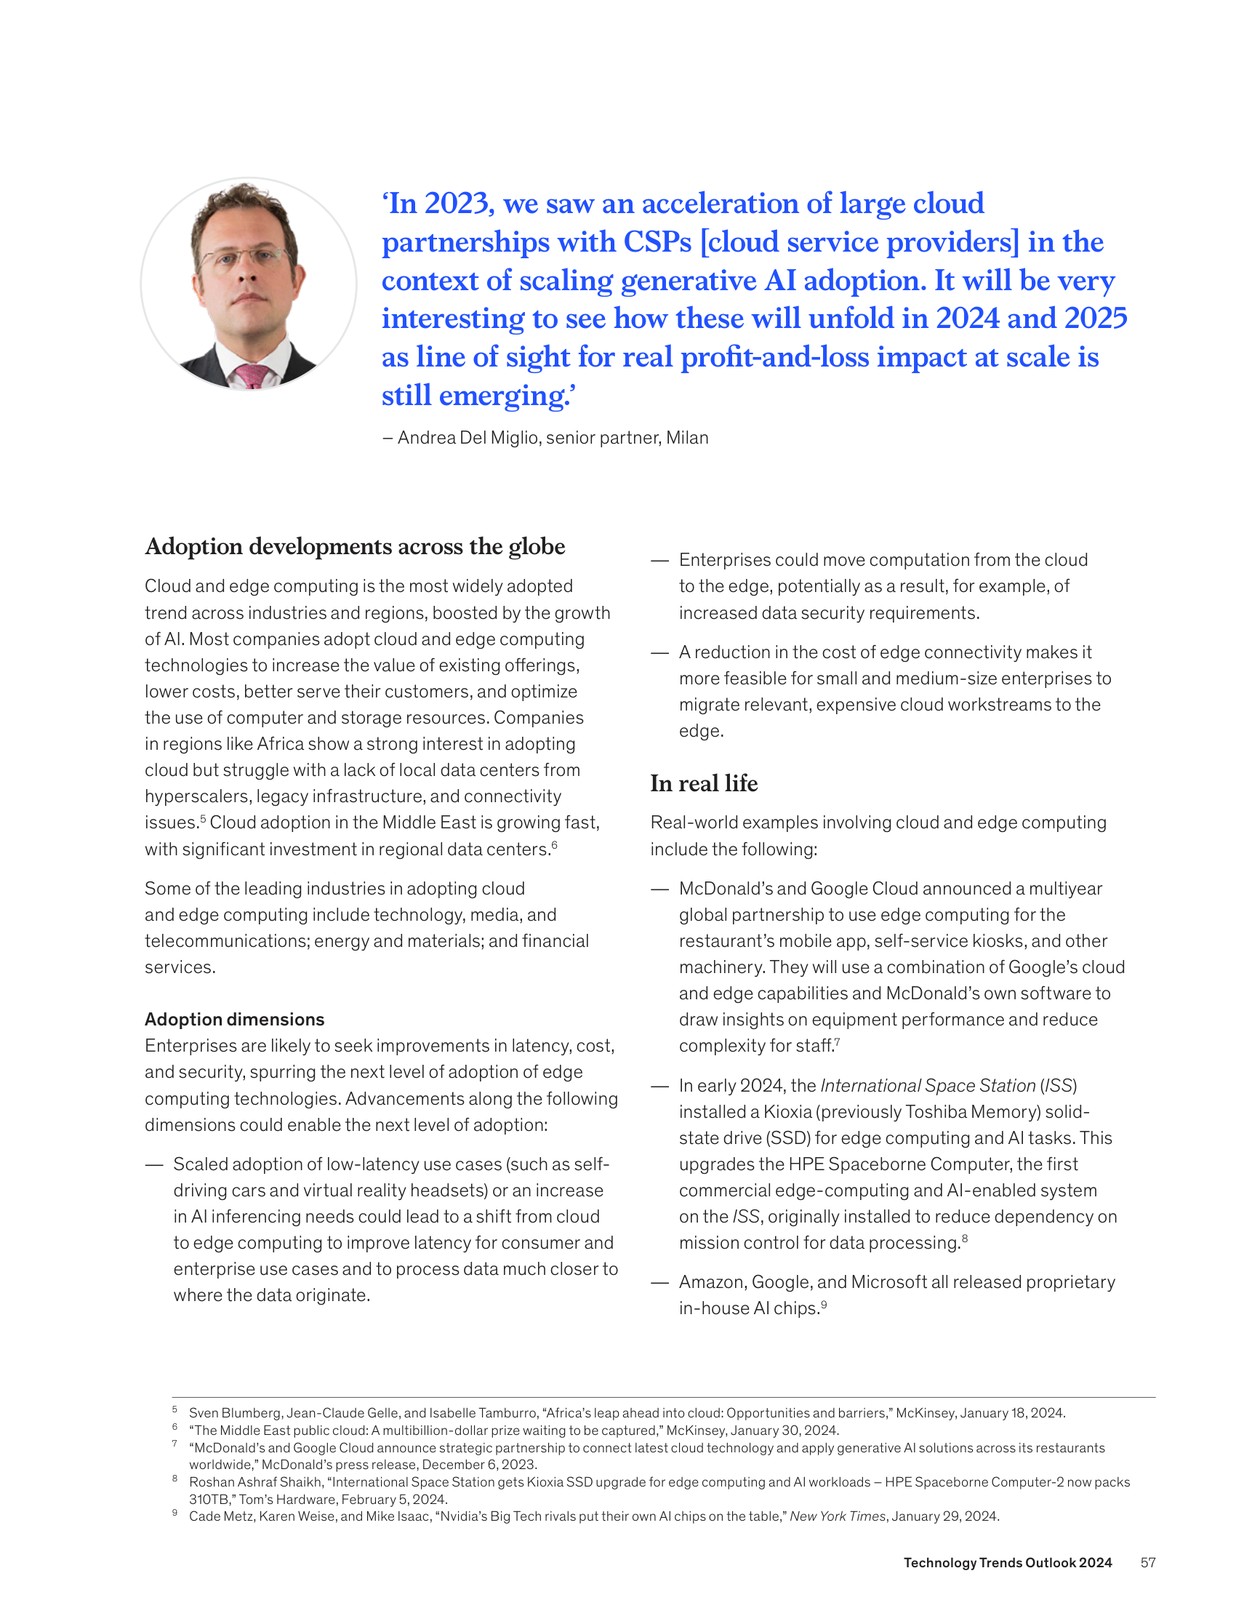 ‘In 2023, we saw an acceleration of large cloud
partnerships with CSPs [cloud service providers] in the
context of scaling generative AI adoption. It will be very
interesting to see how these will unfold in 2024 and 2025
as line of sight for real profit-and-loss impact at scale is
still emerging.’
– Andrea Del Miglio, senior partner, Milan
Adoption developments across the globe
Cloud and edge computing is the most widely adopted
trend across industries and regions, boosted by the growth
of AI. Most companies adopt cloud and edge computing
technologies to increase the value of existing offerings,
lower costs, better serve their customers, and optimize
the use of computer and storage resources. Companies
in regions like Africa show a strong interest in adopting
cloud but struggle with a lack of local data centers from
hyperscalers, legacy infrastructure, and connectivity
issues.⁵ Cloud adoption in the Middle East is growing fast,
with significant investment in regional data centers.⁶
Some of the leading industries in adopting cloud
and edge computing include technology, media, and
telecommunications; energy and materials; and financial
services.
Adoption dimensions
Enterprises are likely to seek improvements in latency, cost,
and security, spurring the next level of adoption of edge
computing technologies. Advancements along the following
dimensions could enable the next level of adoption:
— Scaled adoption of low-latency use cases (such as self-
driving cars and virtual reality headsets) or an increase
in AI inferencing needs could lead to a shift from cloud
to edge computing to improve latency for consumer and
enterprise use cases and to process data much closer to
where the data originate.
— Enterprises could move computation from the cloud
to the edge, potentially as a result, for example, of
increased data security requirements.
— A reduction in the cost of edge connectivity makes it
more feasible for small and medium-size enterprises to
migrate relevant, expensive cloud workstreams to the
edge.
In real life
Real-world examples involving cloud and edge computing
include the following:
— McDonald’s and Google Cloud announced a multiyear
global partnership to use edge computing for the
restaurant’s mobile app, self-service kiosks, and other
machinery. They will use a combination of Google’s cloud
and edge capabilities and McDonald’s own software to
draw insights on equipment performance and reduce
complexity for staff.⁷
— In early 2024, the International Space Station (ISS)
installed a Kioxia (previously Toshiba Memory) solid-
state drive (SSD) for edge computing and AI tasks. This
upgrades the HPE Spaceborne Computer, the first
commercial edge-computing and AI-enabled system
on the ISS, originally installed to reduce dependency on
mission control for data processing.⁸
— Amazon, Google, and Microsoft all released proprietary
in-house AI chips.⁹
⁵ Sven Blumberg, Jean-Claude Gelle, and Isabelle Tamburro, “Africa’s leap ahead into cloud: Opportunities and barriers,” McKinsey, January 18, 2024.
⁶ “The Middle East public cloud: A multibillion-dollar prize waiting to be captured,” McKinsey, January 30, 2024.
⁷ “McDonald’s and Google Cloud announce strategic partnership to connect latest cloud technology and apply generative AI solutions across its restaurants
worldwide,” McDonald’s press release, December 6, 2023.
⁸ Roshan Ashraf Shaikh, “International Space Station gets Kioxia SSD upgrade for edge computing and AI workloads – HPE Spaceborne Computer-2 now packs
310TB,” Tom’s Hardware, February 5, 2024.
⁹ Cade Metz, Karen Weise, and Mike Isaac, “Nvidia’s Big Tech rivals put their own AI chips on the table,” New York Times, January 29, 2024.
Technology Trends Outlook 2024 57